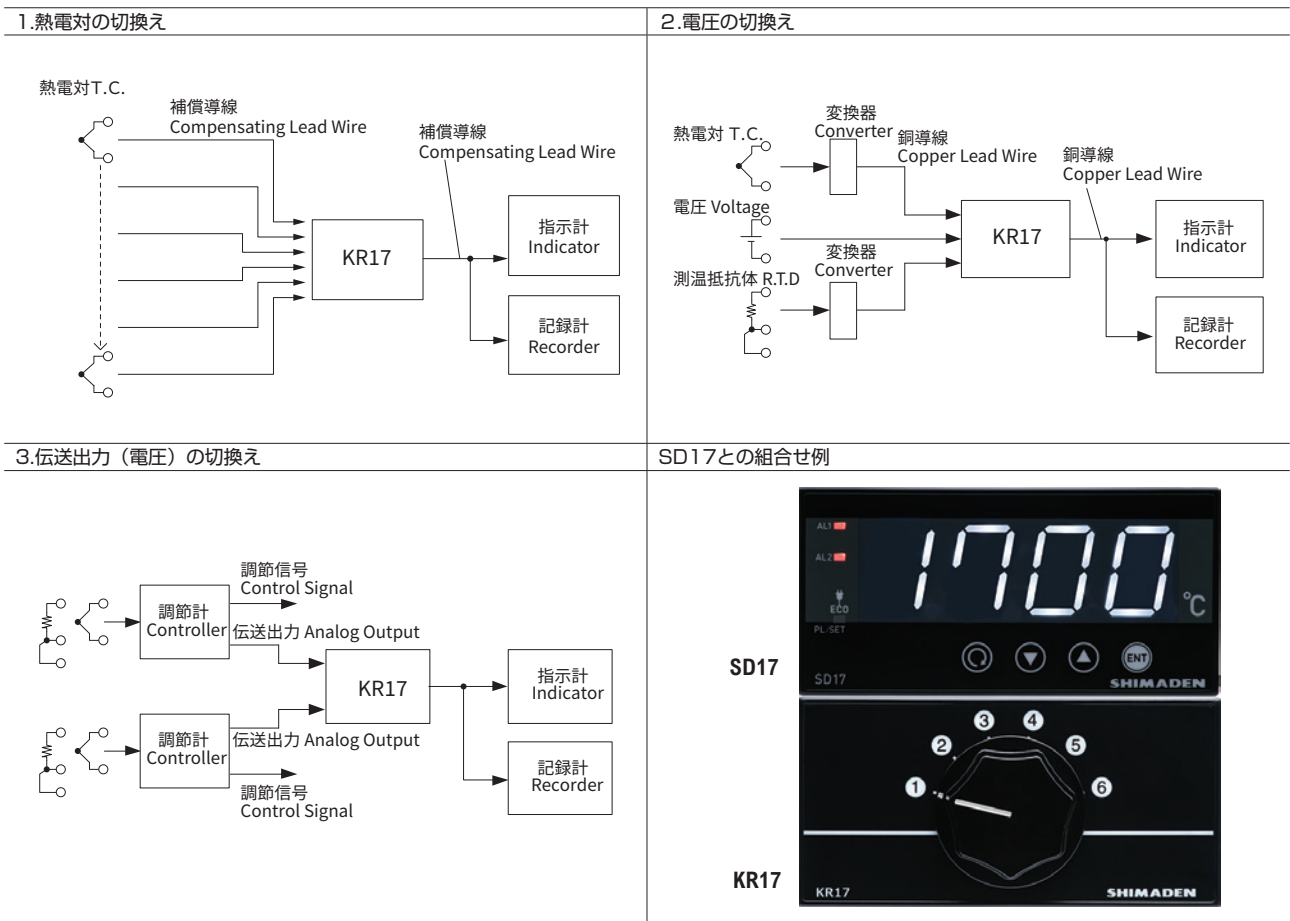 1.熱電対の切換え
熱電対T.C.
補償導線
Compensating Lead Wire
補償導線
Compensating Lead Wire
KR17
指示計
Indicator
記録計
Recorder
2.電圧の切換え
熱電対 T.C.
変換器
Converter
銅導線
Copper Lead Wire
銅導線
Copper Lead Wire
電圧 Voltage
変換器
Converter
測温抵抗体 R.T.D
KR17
指示計
Indicator
記録計
Recorder
3.伝送出力（電圧）の切換え
調節計
Controller
調節信号
Control Signal
伝送出力 Analog Output
KR17
指示計
Indicator
調節計
Controller
伝送出力 Analog Output
調節信号
Control Signal
記録計
Recorder
SD17との組合せ例
AL1
AL2
1700
℃
ECO
PL/SET
ENT
SD17
SHIMADEN
SD17
1 2 3 4 5 6
KR17
KR17
SHIMADEN